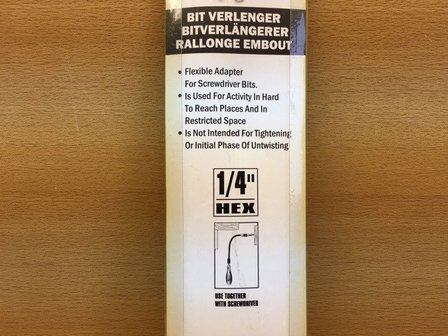 BIT VERLENGER
BITVERLÄNGERER
RALLONGE EMBOUT
• Flexible Adapter
For Screwdriver Bits.
• Is Used For Activity In Hard
To Reach Places And In
Restricted Space
• Is Not Intended For Tightening
Or Initial Phase Of Untwisting
1/4"
HEX
USE TOGETHER
WITH SCREWDRIVER